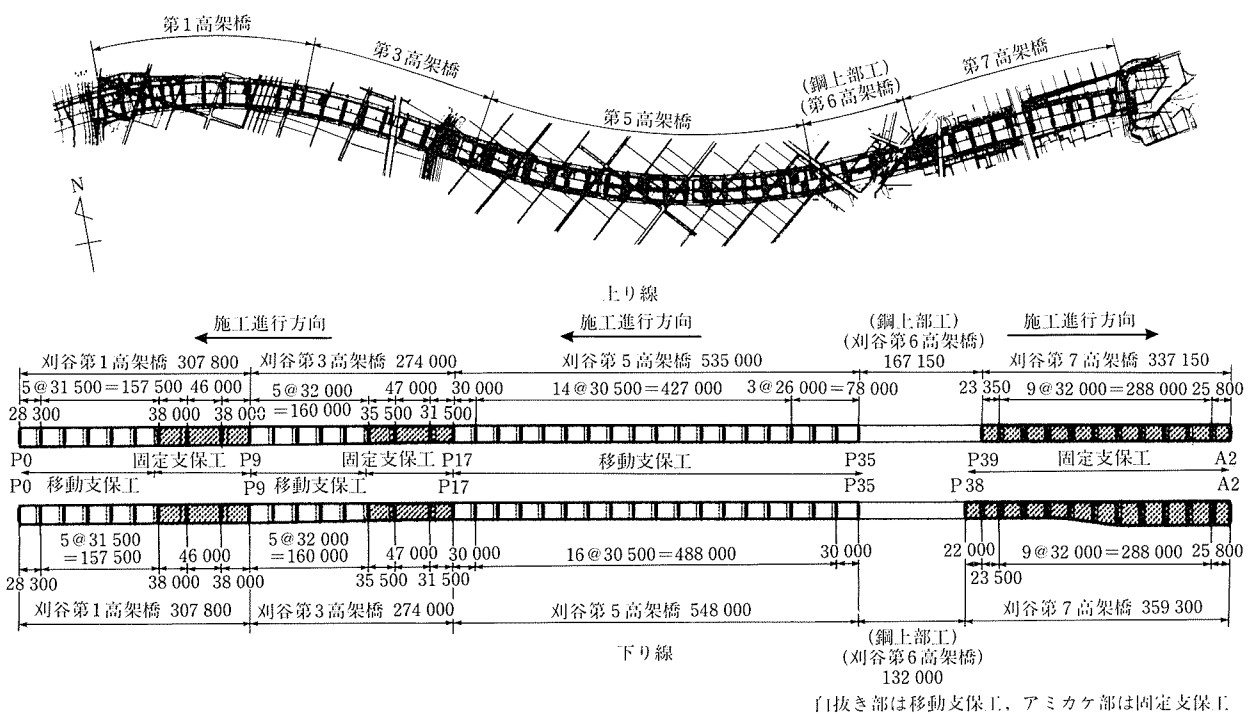 第1高架橋
第3高架橋
第5高架橋
(鋼上部工)
(第6高架橋)
第7高架橋
N
上り線
施工進行方向
施工進行方向
(鋼上部工)
施工進行方向
刈谷第1高架橋 307 800
刈谷第3高架橋 274 000
刈谷第5高架橋 535 000
(刈谷第6高架橋)
167 150
刈谷第7高架橋 337 150
5@31 500=157 500
46 000
5@32 000
=160 000
47 000
30 000
14@30 500=427 000
3@26 000=78 000
23 350
9@32 000=288 000
25 800
28 300
38 000
38 000
35 500
31 500
P0
固定支保工
P9
固定支保工
P17
移動支保工
P35
P39
固定支保工
A2
P0
移動支保工
P9
移動支保工
P17
P35
P38
A2
5@31 500
=157 500
46 000
5@32 000
=160 000
47 000
30 000
16@30 500=488 000
30 000
22 000
9@32 000=288 000
25 800
28 300
38 000
38 000
35 500
31 500
23 500
刈谷第1高架橋 307 800
刈谷第3高架橋 274 000
刈谷第5高架橋 548 000
刈谷第7高架橋 359 300
(鋼上部工)
(刈谷第6高架橋)
132 000
下り線
白抜き部は移動支保工，アミカケ部は固定支保工